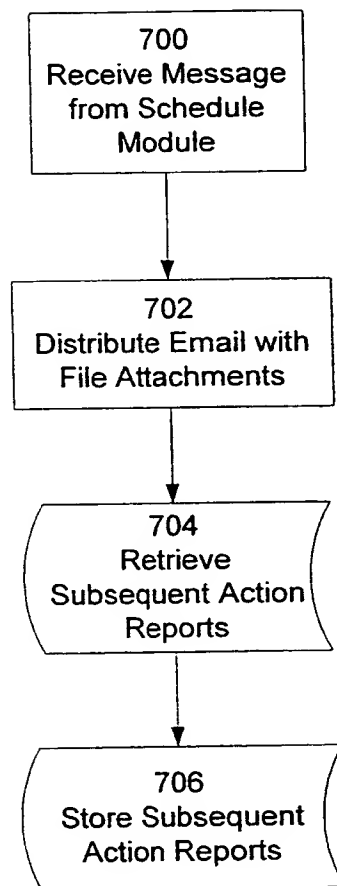 700
Receive Message
from Schedule
Module
702
Distribute Email with
File Attachments
704
Retrieve
Subsequent Action
Reports
706
Store Subsequent
Action Reports